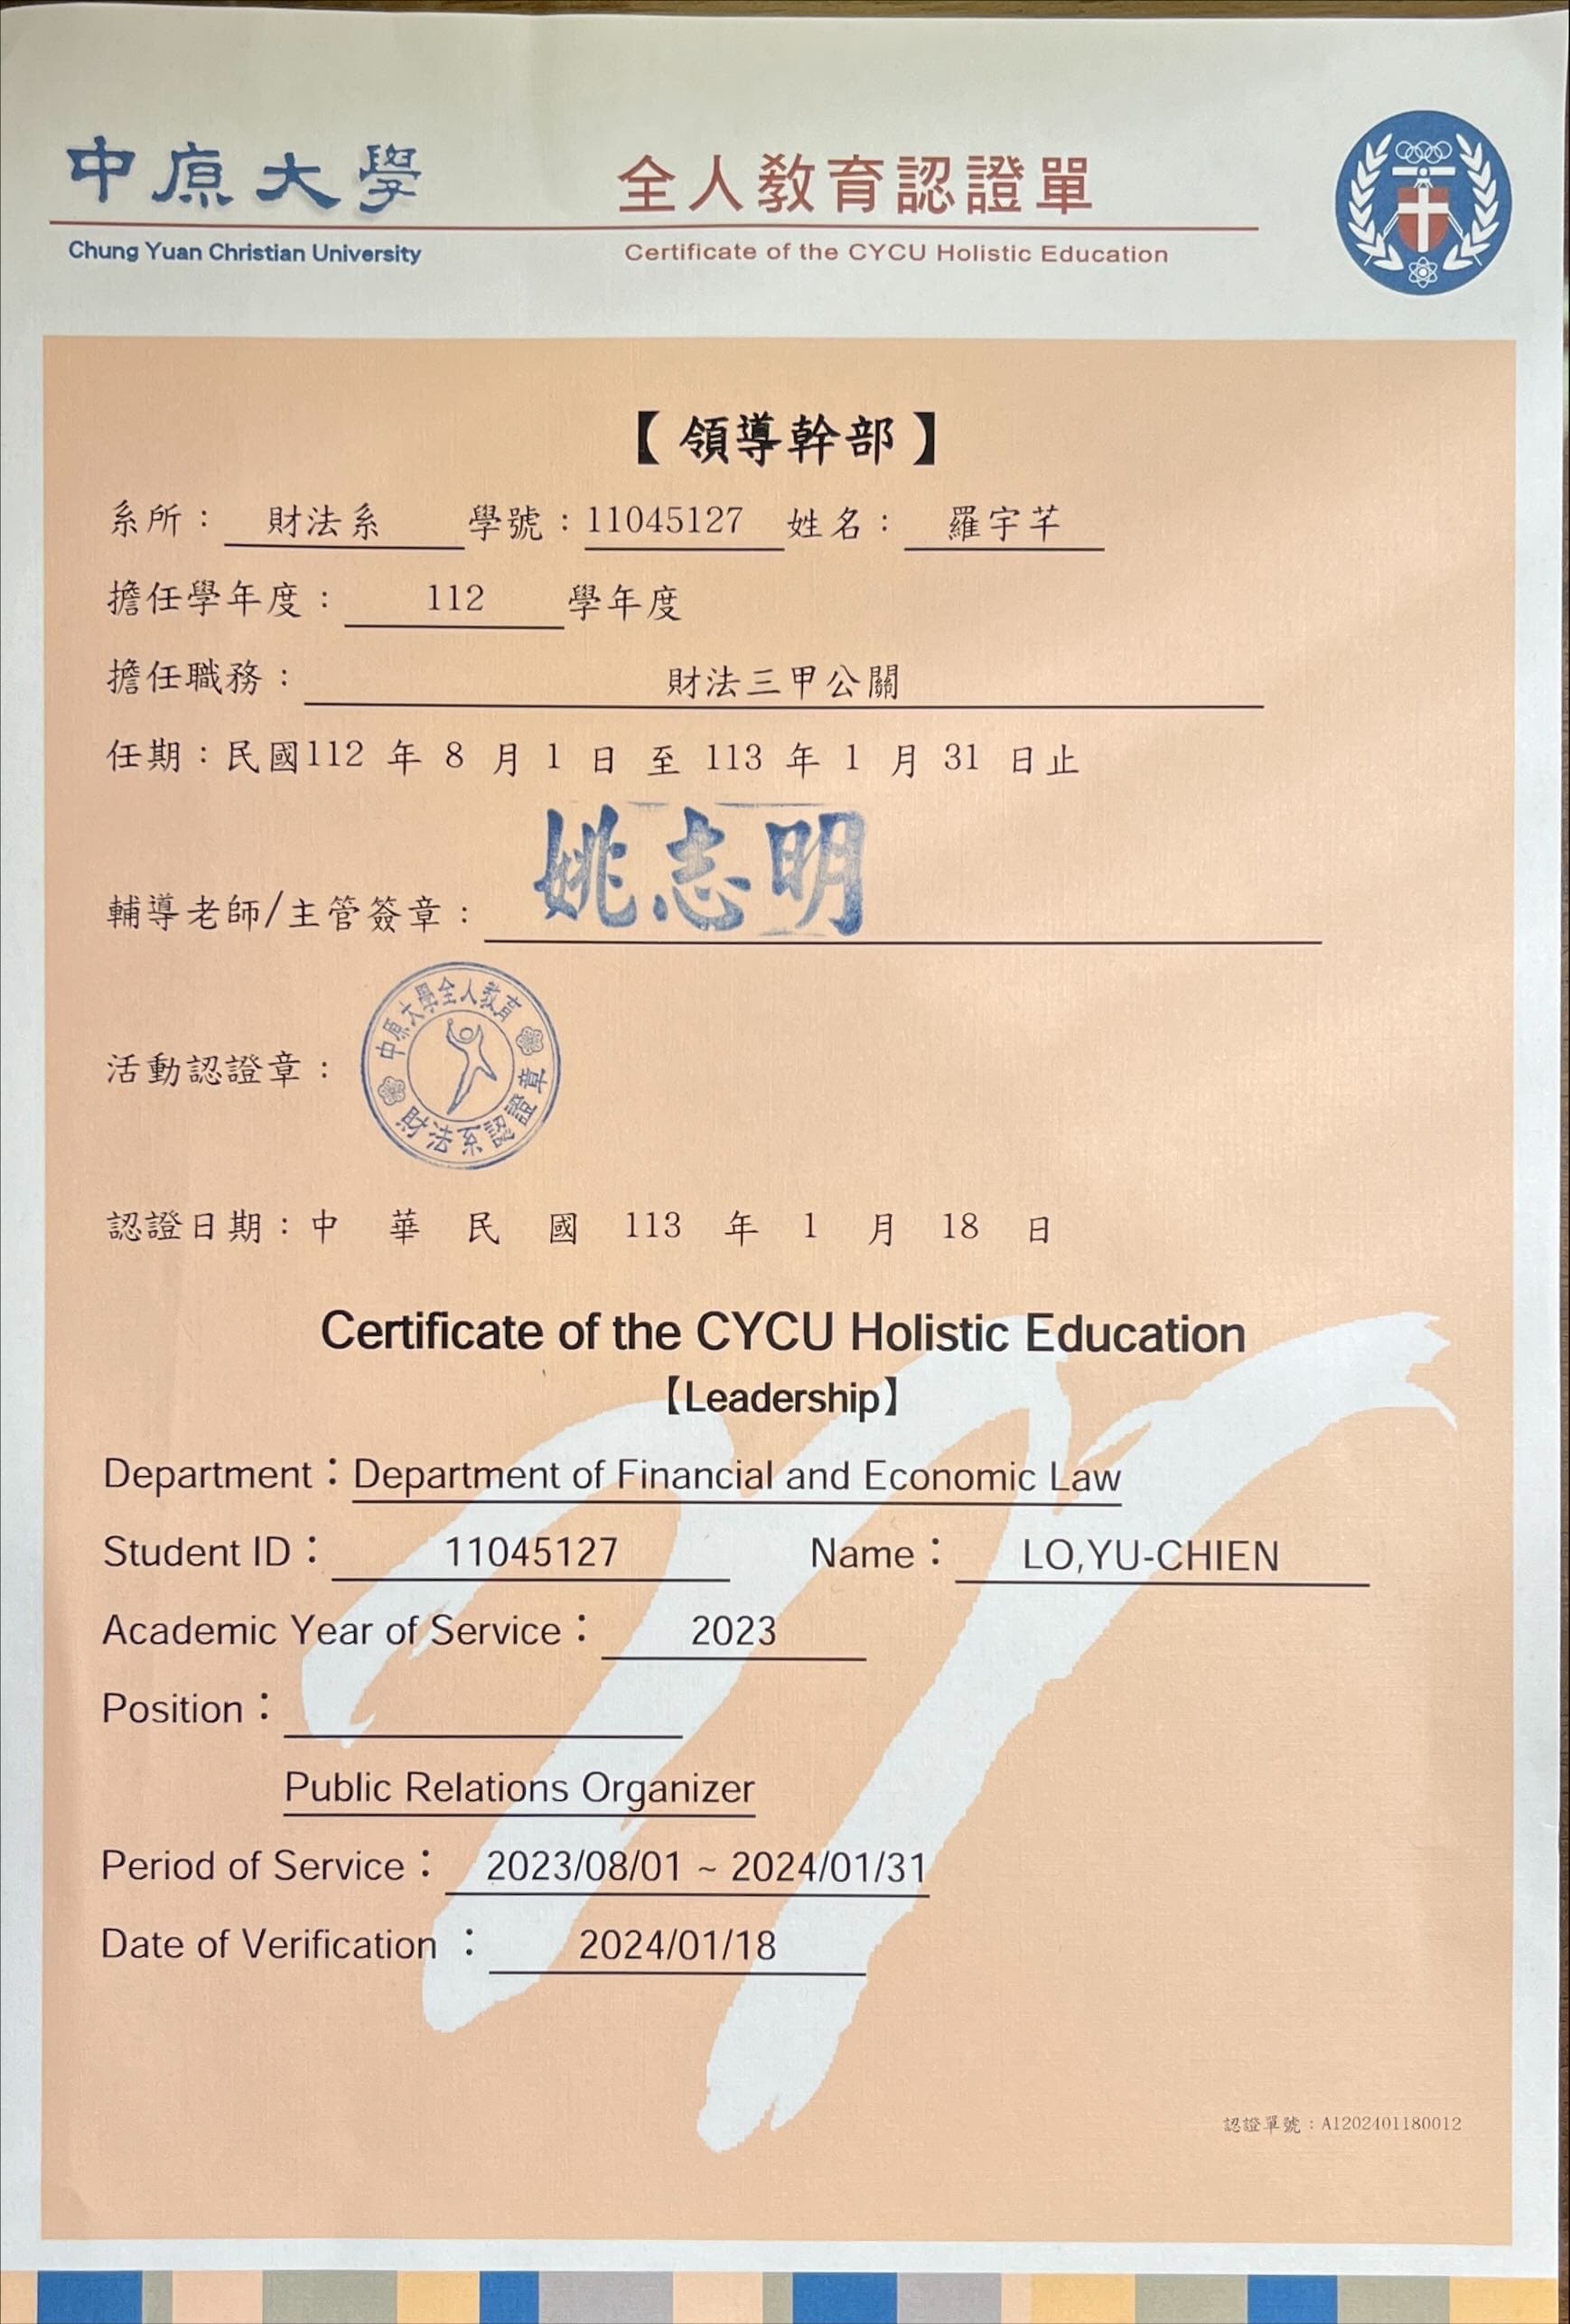 中原大學 全人教育認證單
Chung Yuan Christian University Certificate of the CYCU Holistic Education
【領導幹部】
系所： 財法系 學號：11045127 姓名： 羅宇芊
擔任學年度： 112 學年度
擔任職務： 財法三甲公關
任期：民國112 年 8 月 1 日 至 113 年 1 月 31 日止
姚志明
輔導老師/主管簽章：
中原大學全人教育
財法系認證章
活動認證章：
認證日期：中 華 民 國 113 年 1 月 18 日
Certificate of the CYCU Holistic Education
【Leadership】
Department：Department of Financial and Economic Law
Student ID： 11045127 Name： LO,YU-CHIEN
Academic Year of Service： 2023
Position：
Public Relations Organizer
Period of Service： 2023/08/01 ~ 2024/01/31
Date of Verification ： 2024/01/18
認證單號：A1202401180012